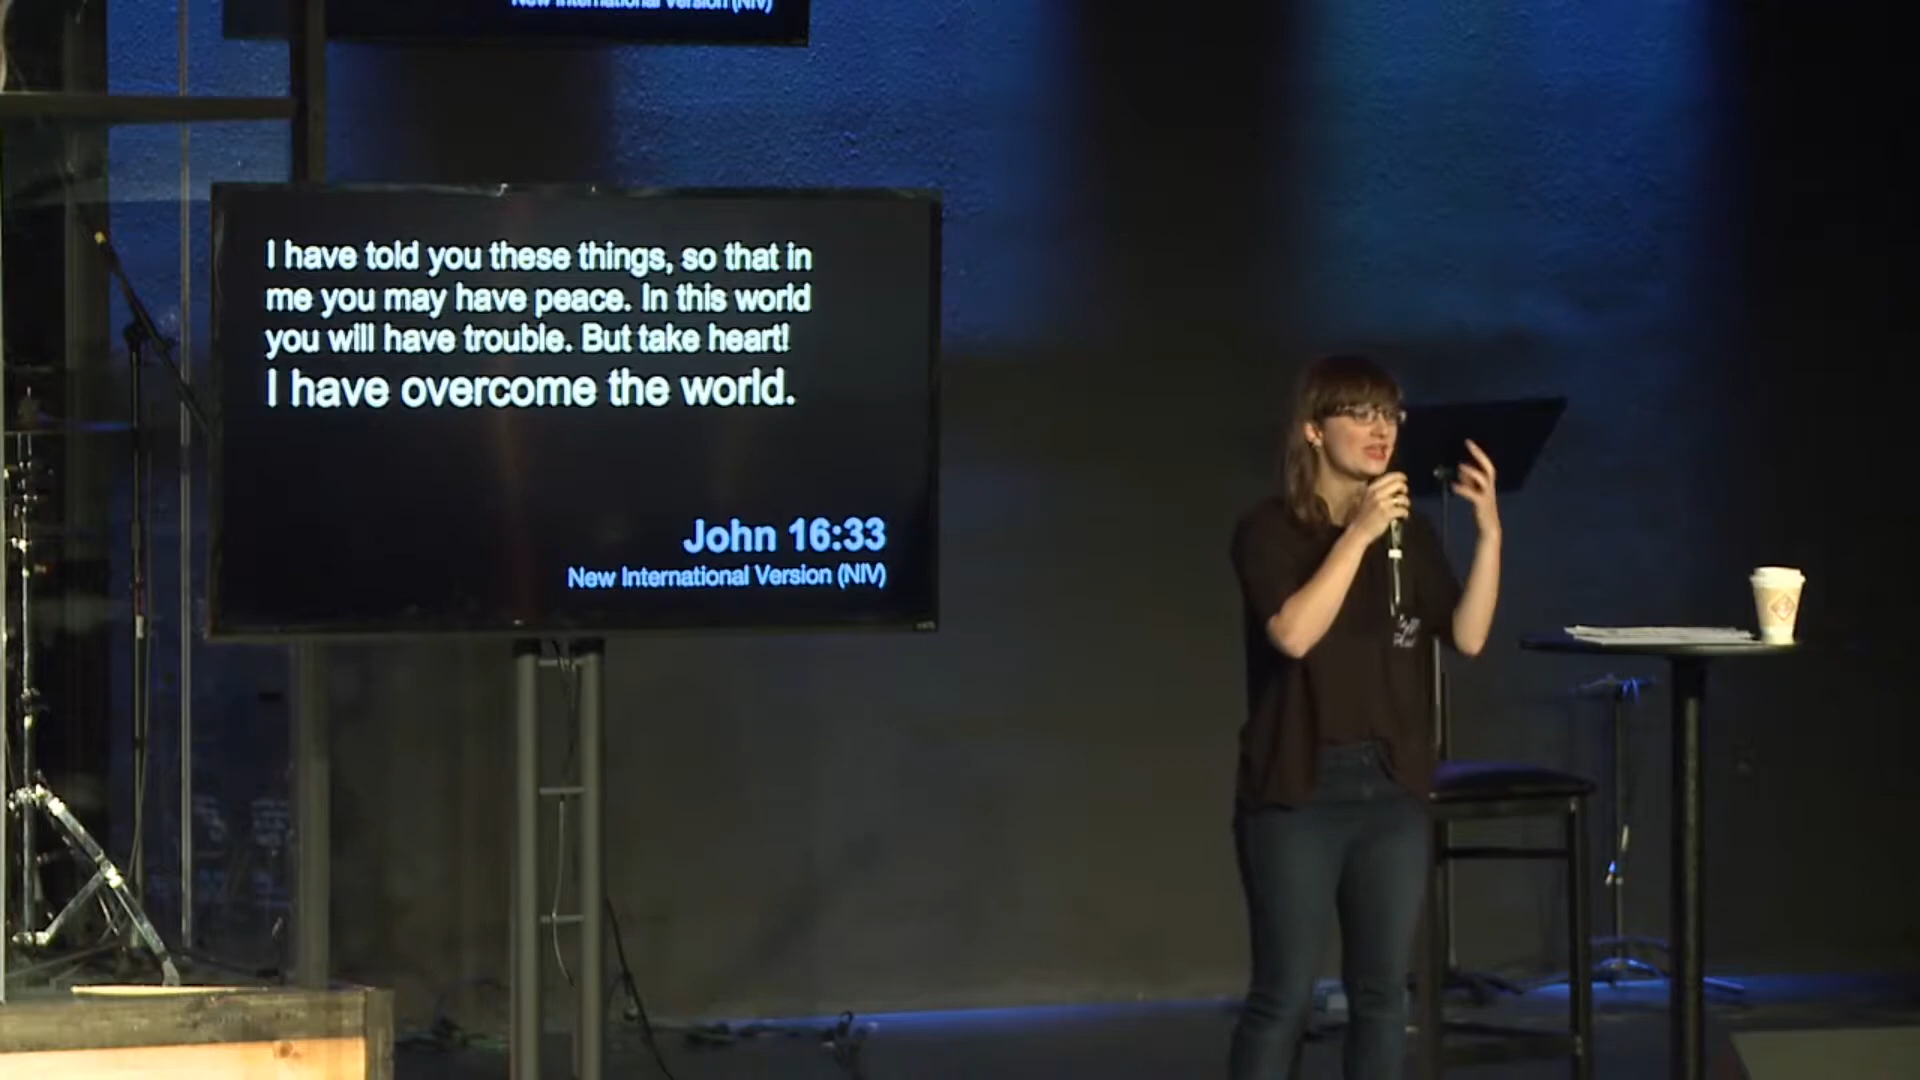 New International Version (NIV)
I have told you these things, so that in
me you may have peace. In this world
you will have trouble. But take heart!
I have overcome the world.
John 16:33
New International Version (NIV)